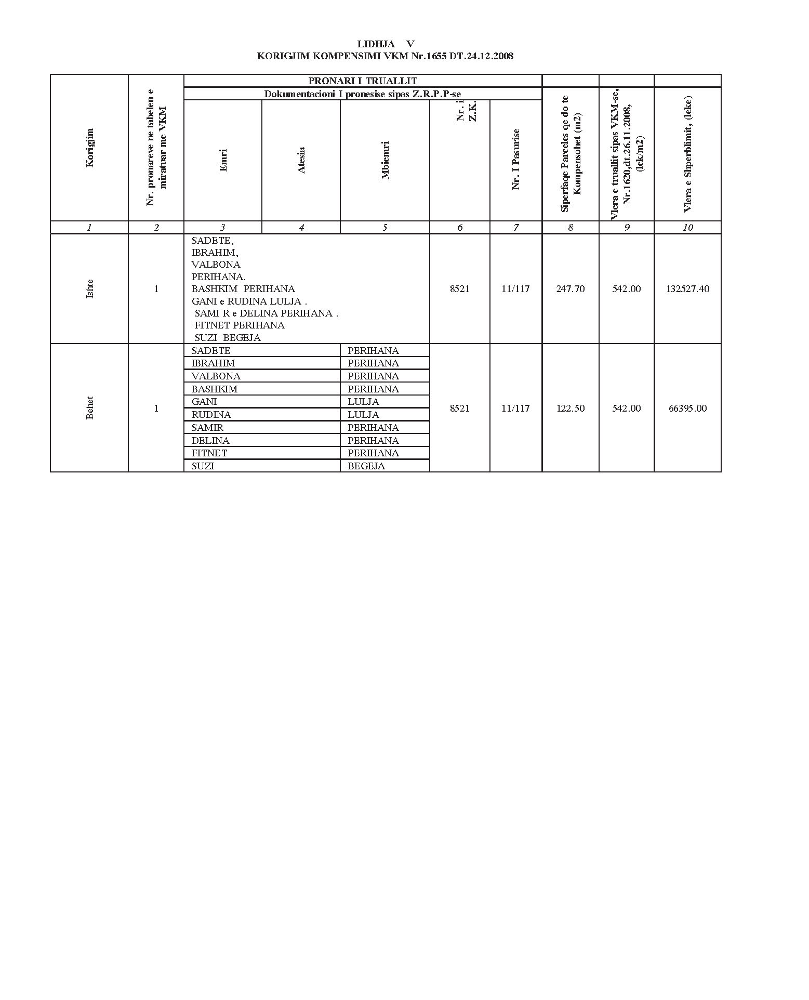 LIDHJA V
KORIGJIM KOMPENSIMI VKM Nr.1655 DT.24.12.2008
PRONARI I TRUALLIT
Dokumentacioni I pronesise sipas Z.R.P.P-se
Korigjim
Nr. pronareve ne tabelen e
miratuar me VKM
Emri
Atesia
Mbiemri
Nr. i
Z.K.
Nr. I Pasurise
Siperfaqe Parceles qe do te
Kompensohet (m2)
Vlera e truallit sipas VKM-se,
Nr.1620,dt.26.11.2008,
(lek/m2)
Vlera e Shperblimit, (leke)
1 2 3 4 5 6 7 8 9 10
Ishte
1
SADETE,
IBRAHIM,
VALBONA
PERIHANA.
BASHKIM PERIHANA
GANI e RUDINA LULJA .
SAMI R e DELINA PERIHANA .
FITNET PERIHANA
SUZI BEGEJA
8521 11/117 247.70 542.00 132527.40
Behet
1
SADETE PERIHANA
IBRAHIM PERIHANA
VALBONA PERIHANA
BASHKIM PERIHANA
GANI LULJA
RUDINA LULJA
SAMIR PERIHANA
DELINA PERIHANA
FITNET PERIHANA
SUZI BEGEJA
8521 11/117 122.50 542.00 66395.00